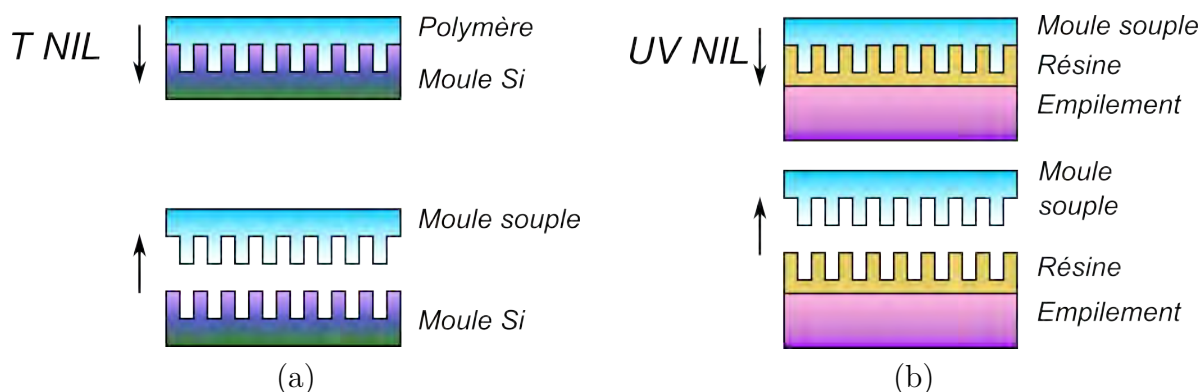 T NIL
Polymère
Moule Si
Moule souple
Moule Si
(a)
UV NIL
Moule souple
Résine
Empilement
Moule
souple
Résine
Empilement
(b)